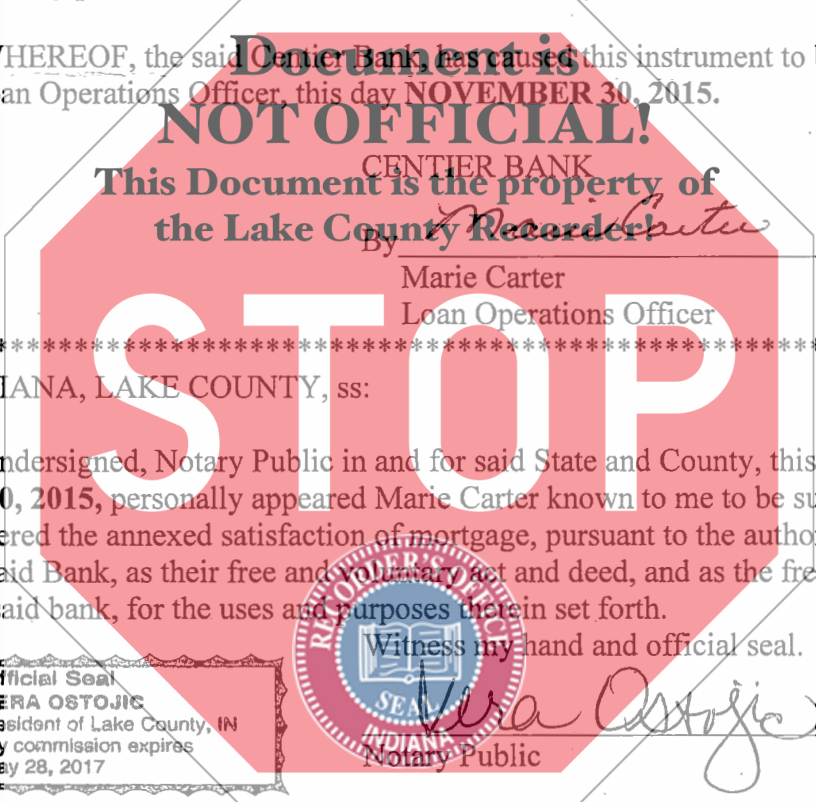 HEREOF, the said Centier Bank, has caused this instrument to
an Operations Officer, this day NOVEMBER 30, 2015.
Document is
NOT OFFICIAL!
This Document is the property of
the Lake County Recorder!
CENTIER BANK
By Marie Carter
Marie Carter
Loan Operations Officer
STOP
IANA, LAKE COUNTY, ss:
ndersigned, Notary Public in and for said State and County, this
0, 2015, personally appeared Marie Carter known to me to be su
ered the annexed satisfaction of mortgage, pursuant to the autho
aid Bank, as their free and voluntary act and deed, and as the fre
aid bank, for the uses and purposes therein set forth.
Witness my hand and official seal.
RECORDER'S OFFICE
SEAL
INDIANA
fficial Seal
ERA OSTOJIC
esident of Lake County, IN
y commission expires
ay 28, 2017
Vera Ostojic
Notary Public